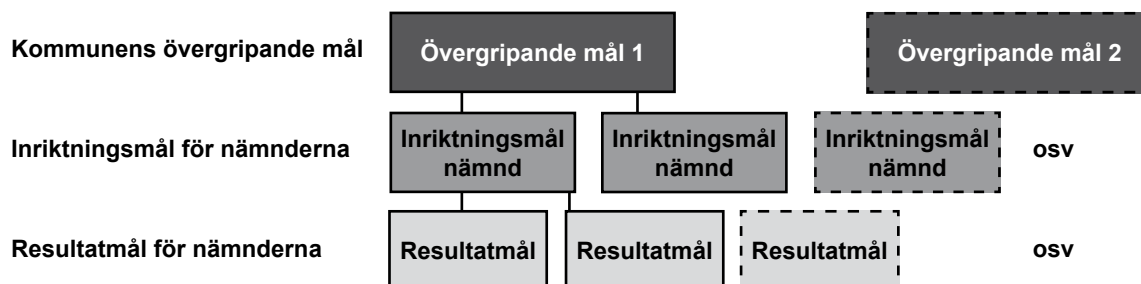 Kommunens övergripande mål
Övergripande mål 1
Övergripande mål 2
Inriktningsmål för nämnderna
Inriktningsmål
nämnd
Inriktningsmål
nämnd
Inriktningsmål
nämnd
osv
Resultatmål för nämnderna
Resultatmål
Resultatmål
Resultatmål
osv